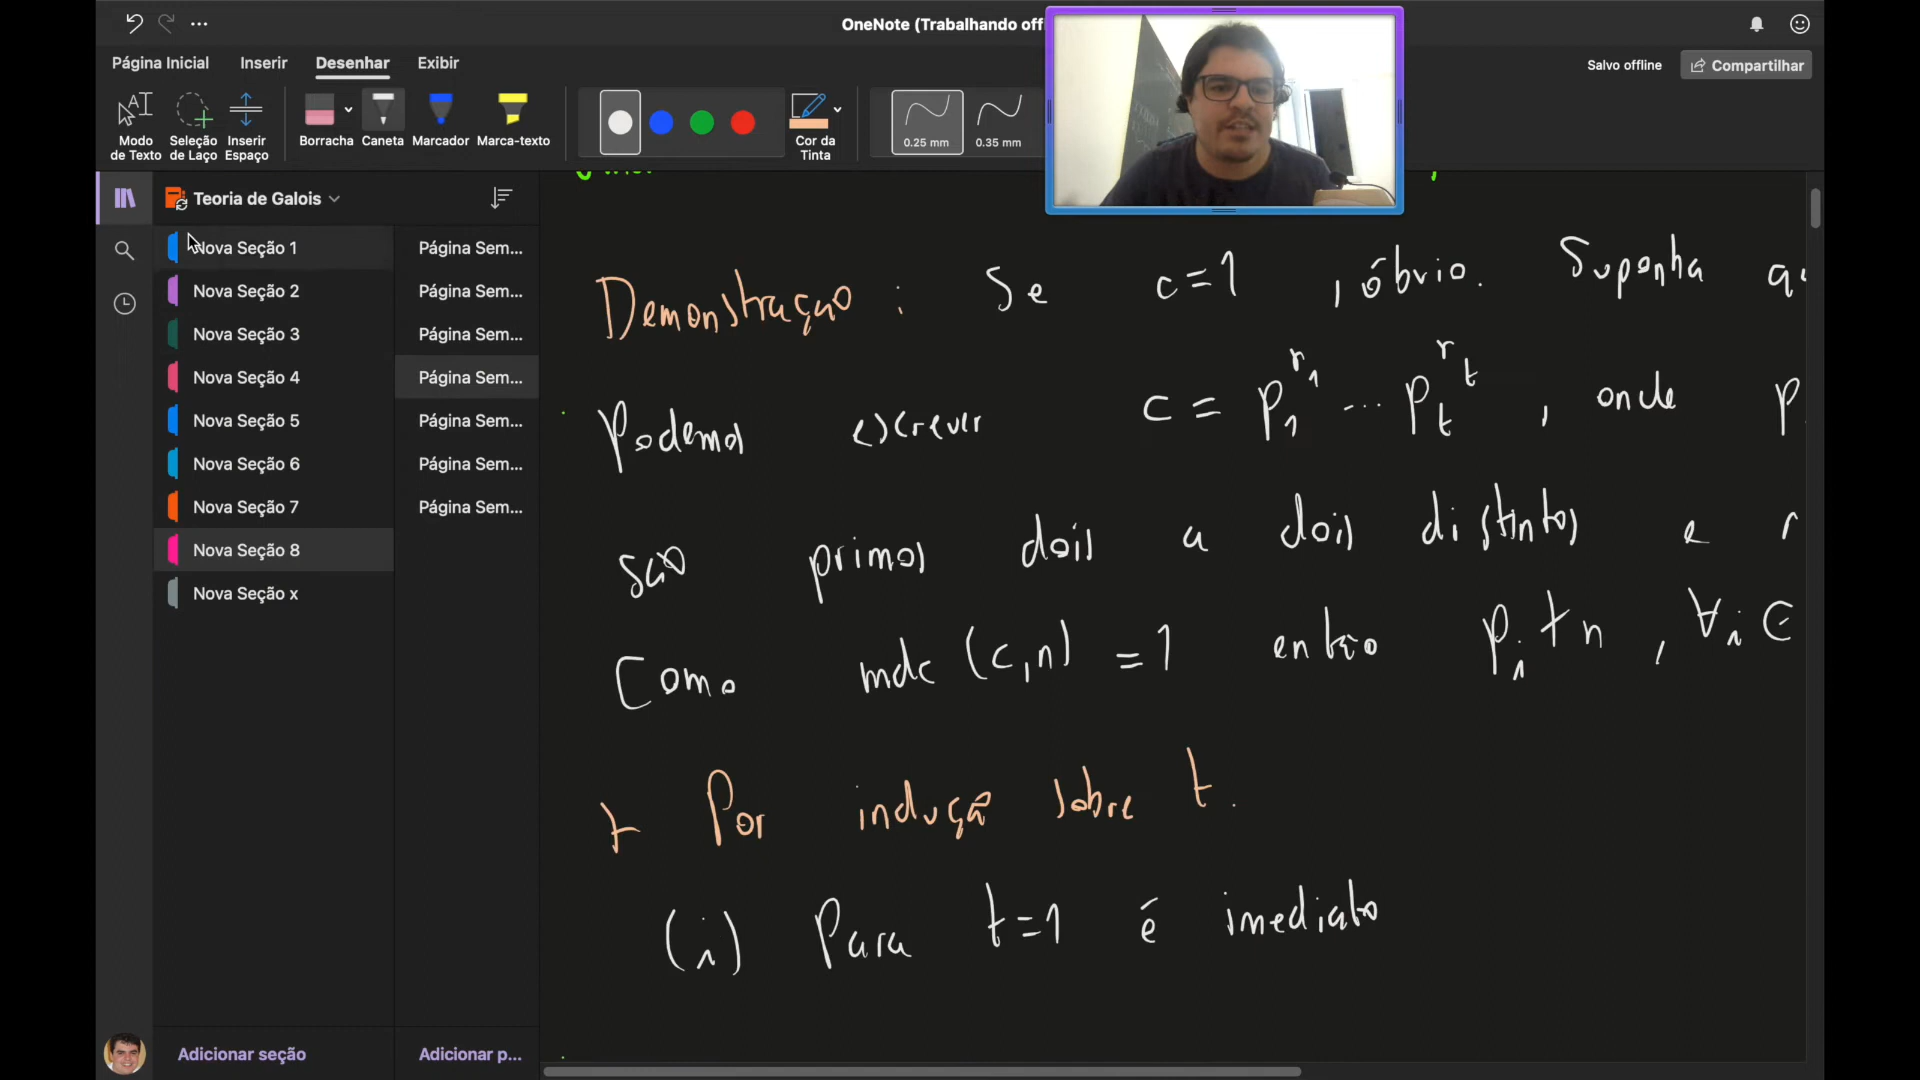 OneNote (Trabalhando off
Página Inicial Inserir Desenhar Exibir
Salvo offline
Compartilhar
Modo de Texto
Seleção de Laço
Inserir Espaço
Borracha
Caneta
Marcador
Marca-texto
Cor da Tinta
0.25 mm
0.35 mm
Teoria de Galois
Nova Seção 1
Nova Seção 2
Nova Seção 3
Nova Seção 4
Nova Seção 5
Nova Seção 6
Nova Seção 7
Nova Seção 8
Nova Seção x
Adicionar seção
Página Sem...
Página Sem...
Página Sem...
Página Sem...
Página Sem...
Página Sem...
Página Sem...
Adicionar p...
Demonstração : Se c=1 , óbvio. Suponha
Podemos escrever c = p₁^r₁ ... p_t^r_t , onde p
são primos dois a dois distintos e r
Como mdc (c,n) = 1 então p_i ∤ n , ∀i ∈
Por indução sobre t.
(i) Para t=1 é imediato